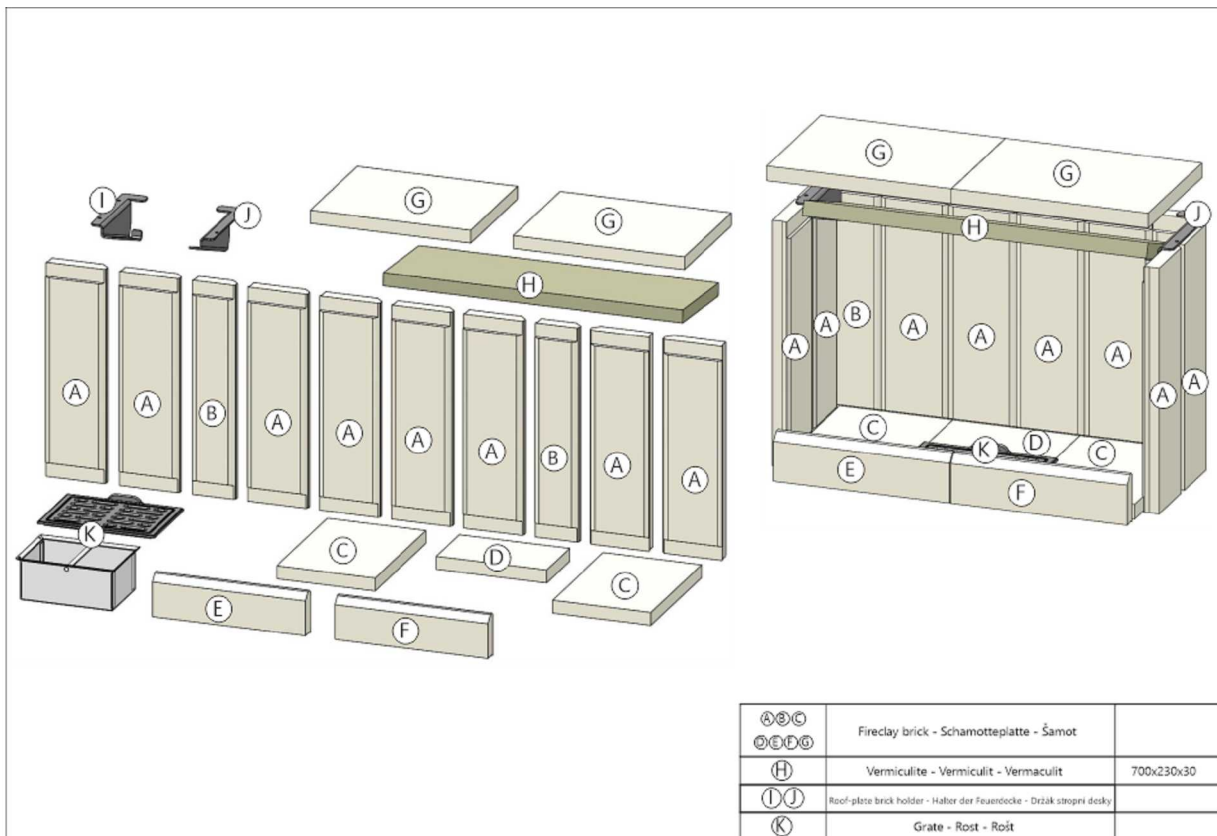 I
J
G
G
H
A
A
B
A
A
A
A
B
A
A
K
C
D
C
E
F
G
G
J
H
A
A
B
A
A
A
A
A
A
C
D
C
K
E
F
A B C
D E F G
Fireclay brick - Schamotteplatte - Šamot
H
Vermiculite - Vermiculit - Vermaculit
700x230x30
I J
Roof-plate brick holder - Halter der Feuerdecke - Držák stropni desky
K
Grate - Rost - Rošt